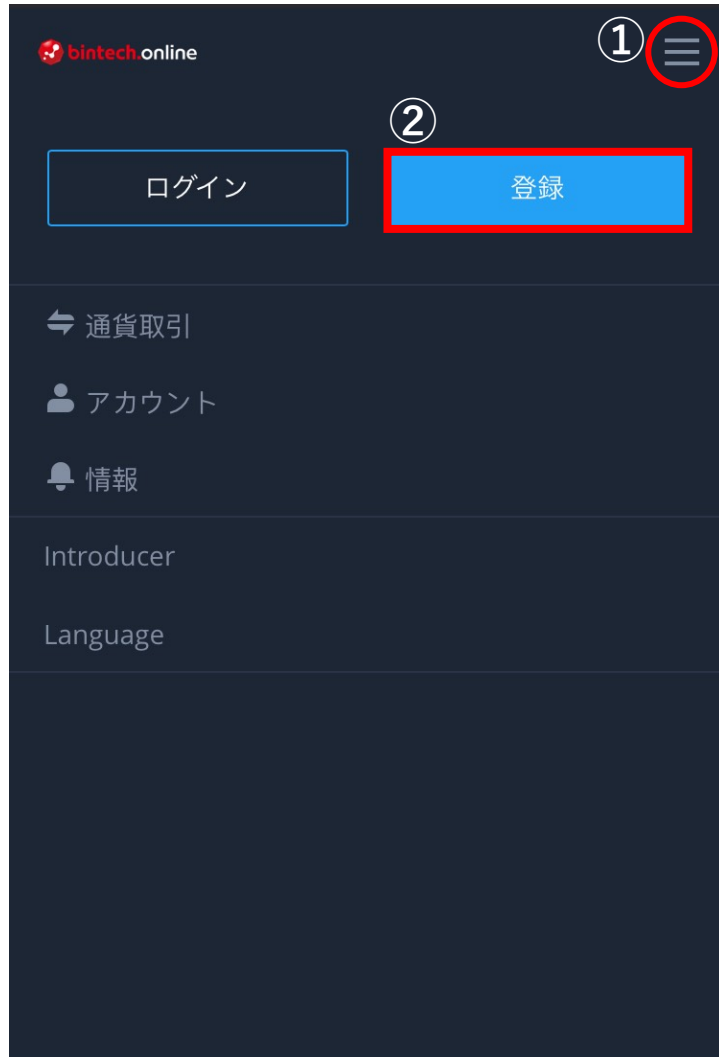 bintech.online
①
②
ログイン
登録
通貨取引
アカウント
情報
Introducer
Language